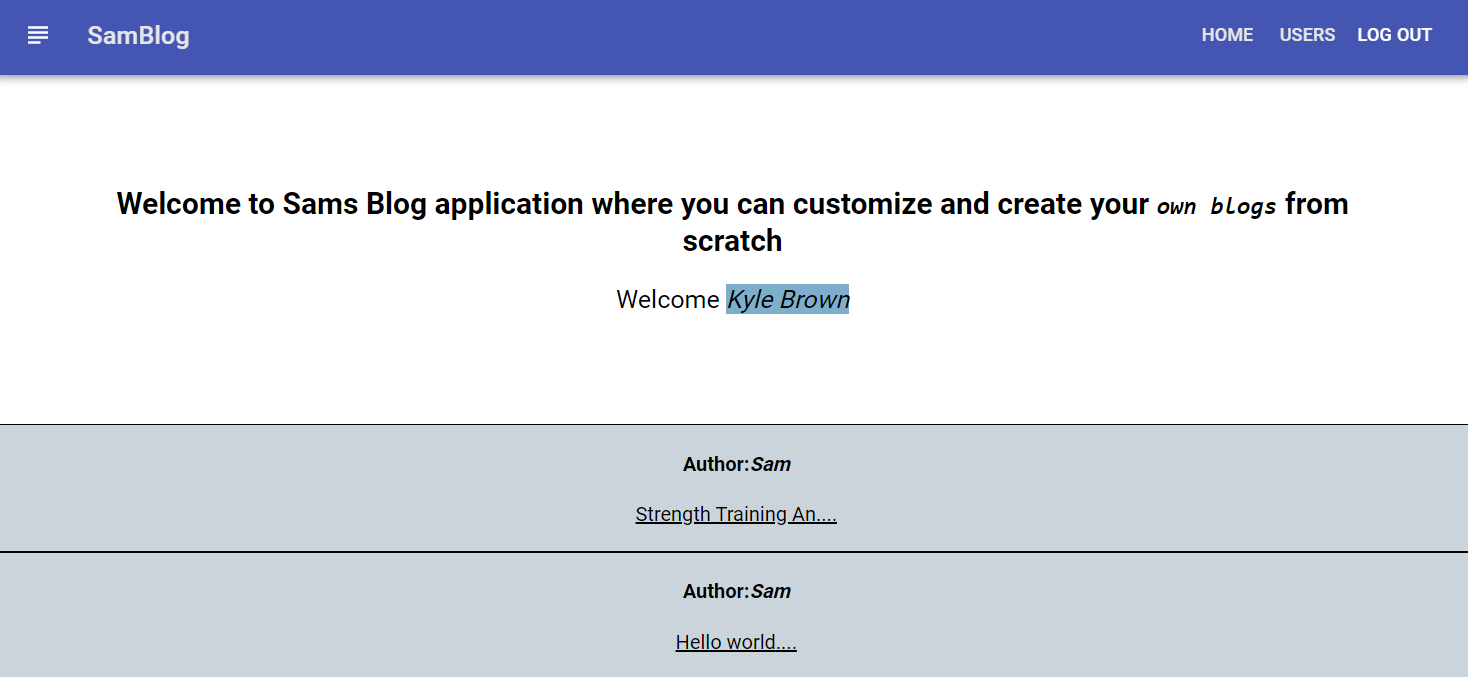 SamBlog HOME USERS LOG OUT
Welcome to Sams Blog application where you can customize and create your own blogs from
scratch
Welcome Kyle Brown
Author:Sam
Strength Training An....
Author:Sam
Hello world....